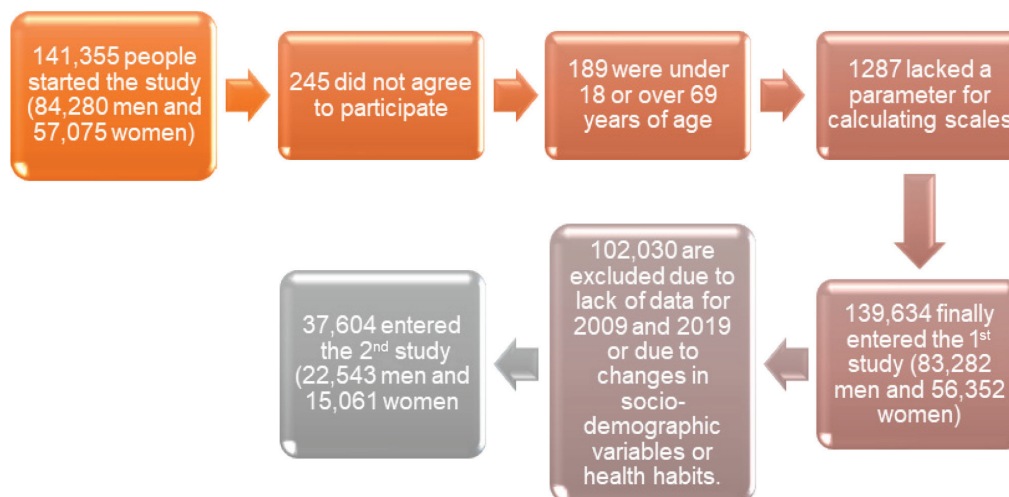 141,355 people
started the study
(84,280 men and
57,075 women)
245 did not agree
to participate
189 were under
18 or over 69
years of age
1287 lacked a
parameter for
calculating scales
139,634 finally
entered the 1st
study (83,282
men and 56,352
women)
102,030 are
excluded due to
lack of data for
2009 and 2019
or due to
changes in
socio-
demographic
variables or
health habits.
37,604 entered
the 2nd study
(22,543 men and
15,061 women